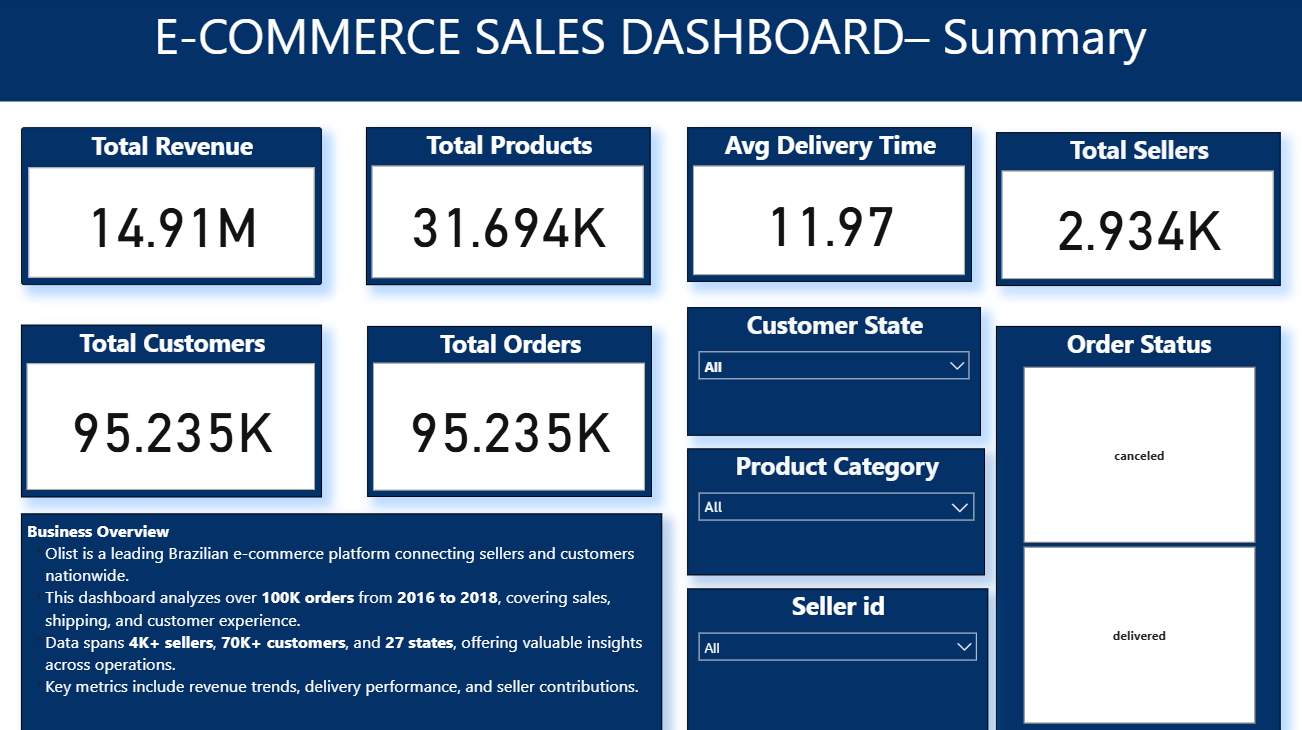 E-COMMERCE SALES DASHBOARD– Summary
Total Revenue
14.91M
Total Products
31.694K
Avg Delivery Time
11.97
Total Sellers
2.934K
Total Customers
95.235K
Total Orders
95.235K
Customer State
All
Product Category
All
Seller id
All
Order Status
canceled
delivered
Business Overview
Olist is a leading Brazilian e-commerce platform connecting sellers and customers
nationwide.
This dashboard analyzes over 100K orders from 2016 to 2018, covering sales,
shipping, and customer experience.
Data spans 4K+ sellers, 70K+ customers, and 27 states, offering valuable insights
across operations.
Key metrics include revenue trends, delivery performance, and seller contributions.